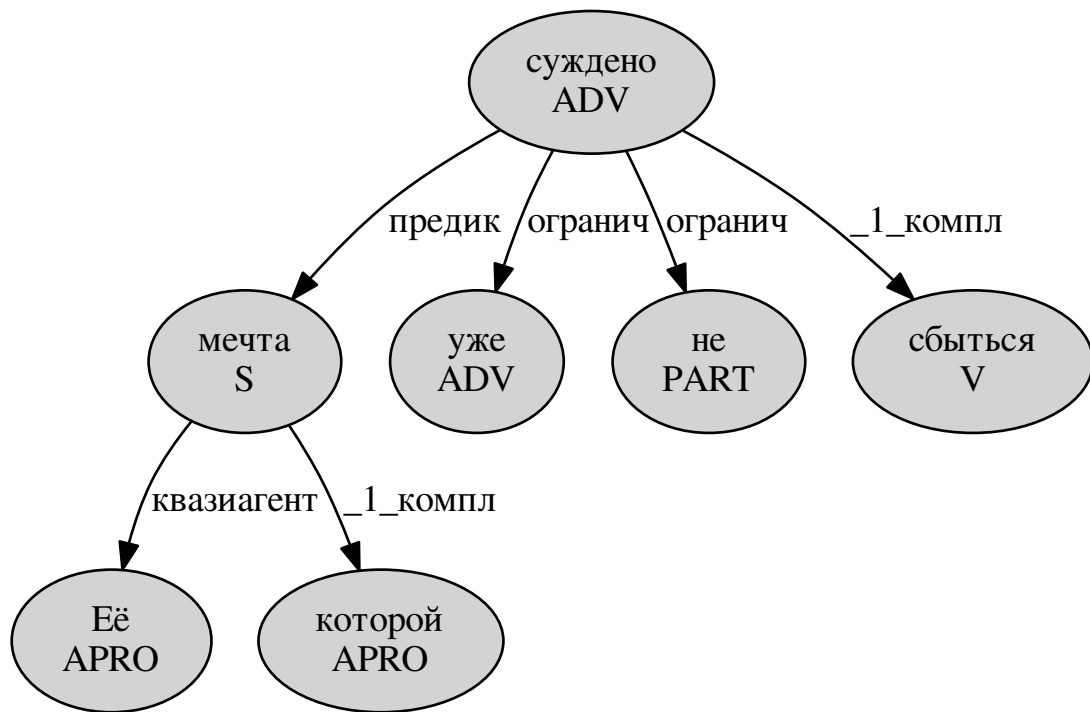 суждено
ADV
предик
огранич
огранич
_1_компл
мечта
S
уже
ADV
не
PART
сбыться
V
квазиагент
_1_компл
Её
APRO
которой
APRO